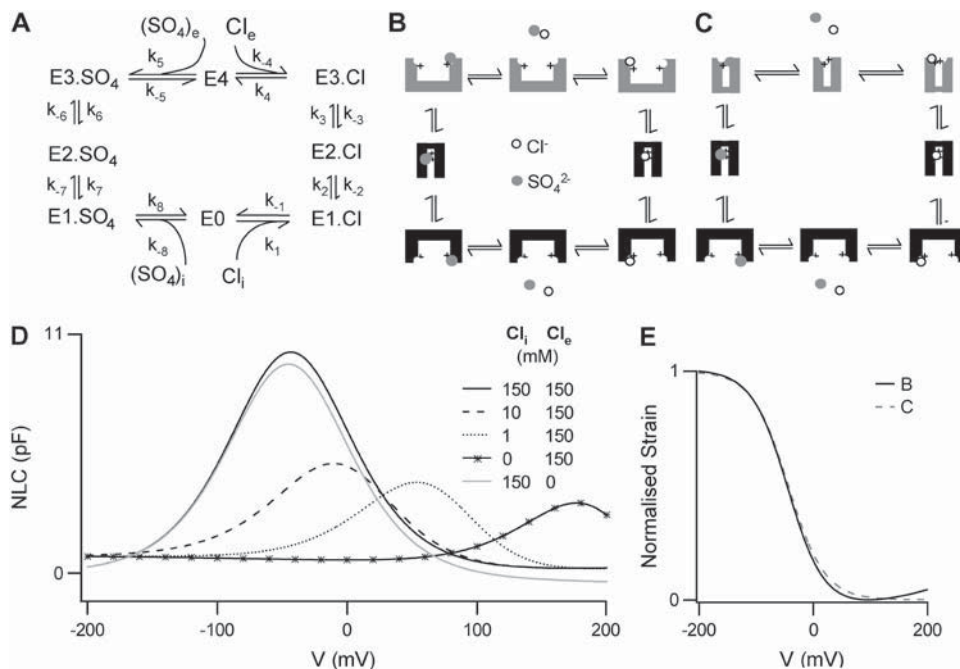 A
(SO₄)ₑ Clₑ
k₅ k₋₄
E3.SO₄ E4 E3.Cl
k₋₅ k₄
k₋₆ k₆ k₃ k₋₃
E2.SO₄ E2.Cl
k₋₇ k₇ k₂ k₋₂
k₈ k₋₁
E1.SO₄ E0 E1.Cl
k₋₈ k₁
(SO₄)ᵢ Clᵢ
B
Cl⁻
SO₄²⁻
C
D
11
NLC (pF)
0
-200 -100 0 100 200
V (mV)
Clᵢ Clₑ
(mM)
150 150
10 150
1 150
0 150
150 0
E
1
Normalised Strain
0
-200 0 200
V (mV)
B
C